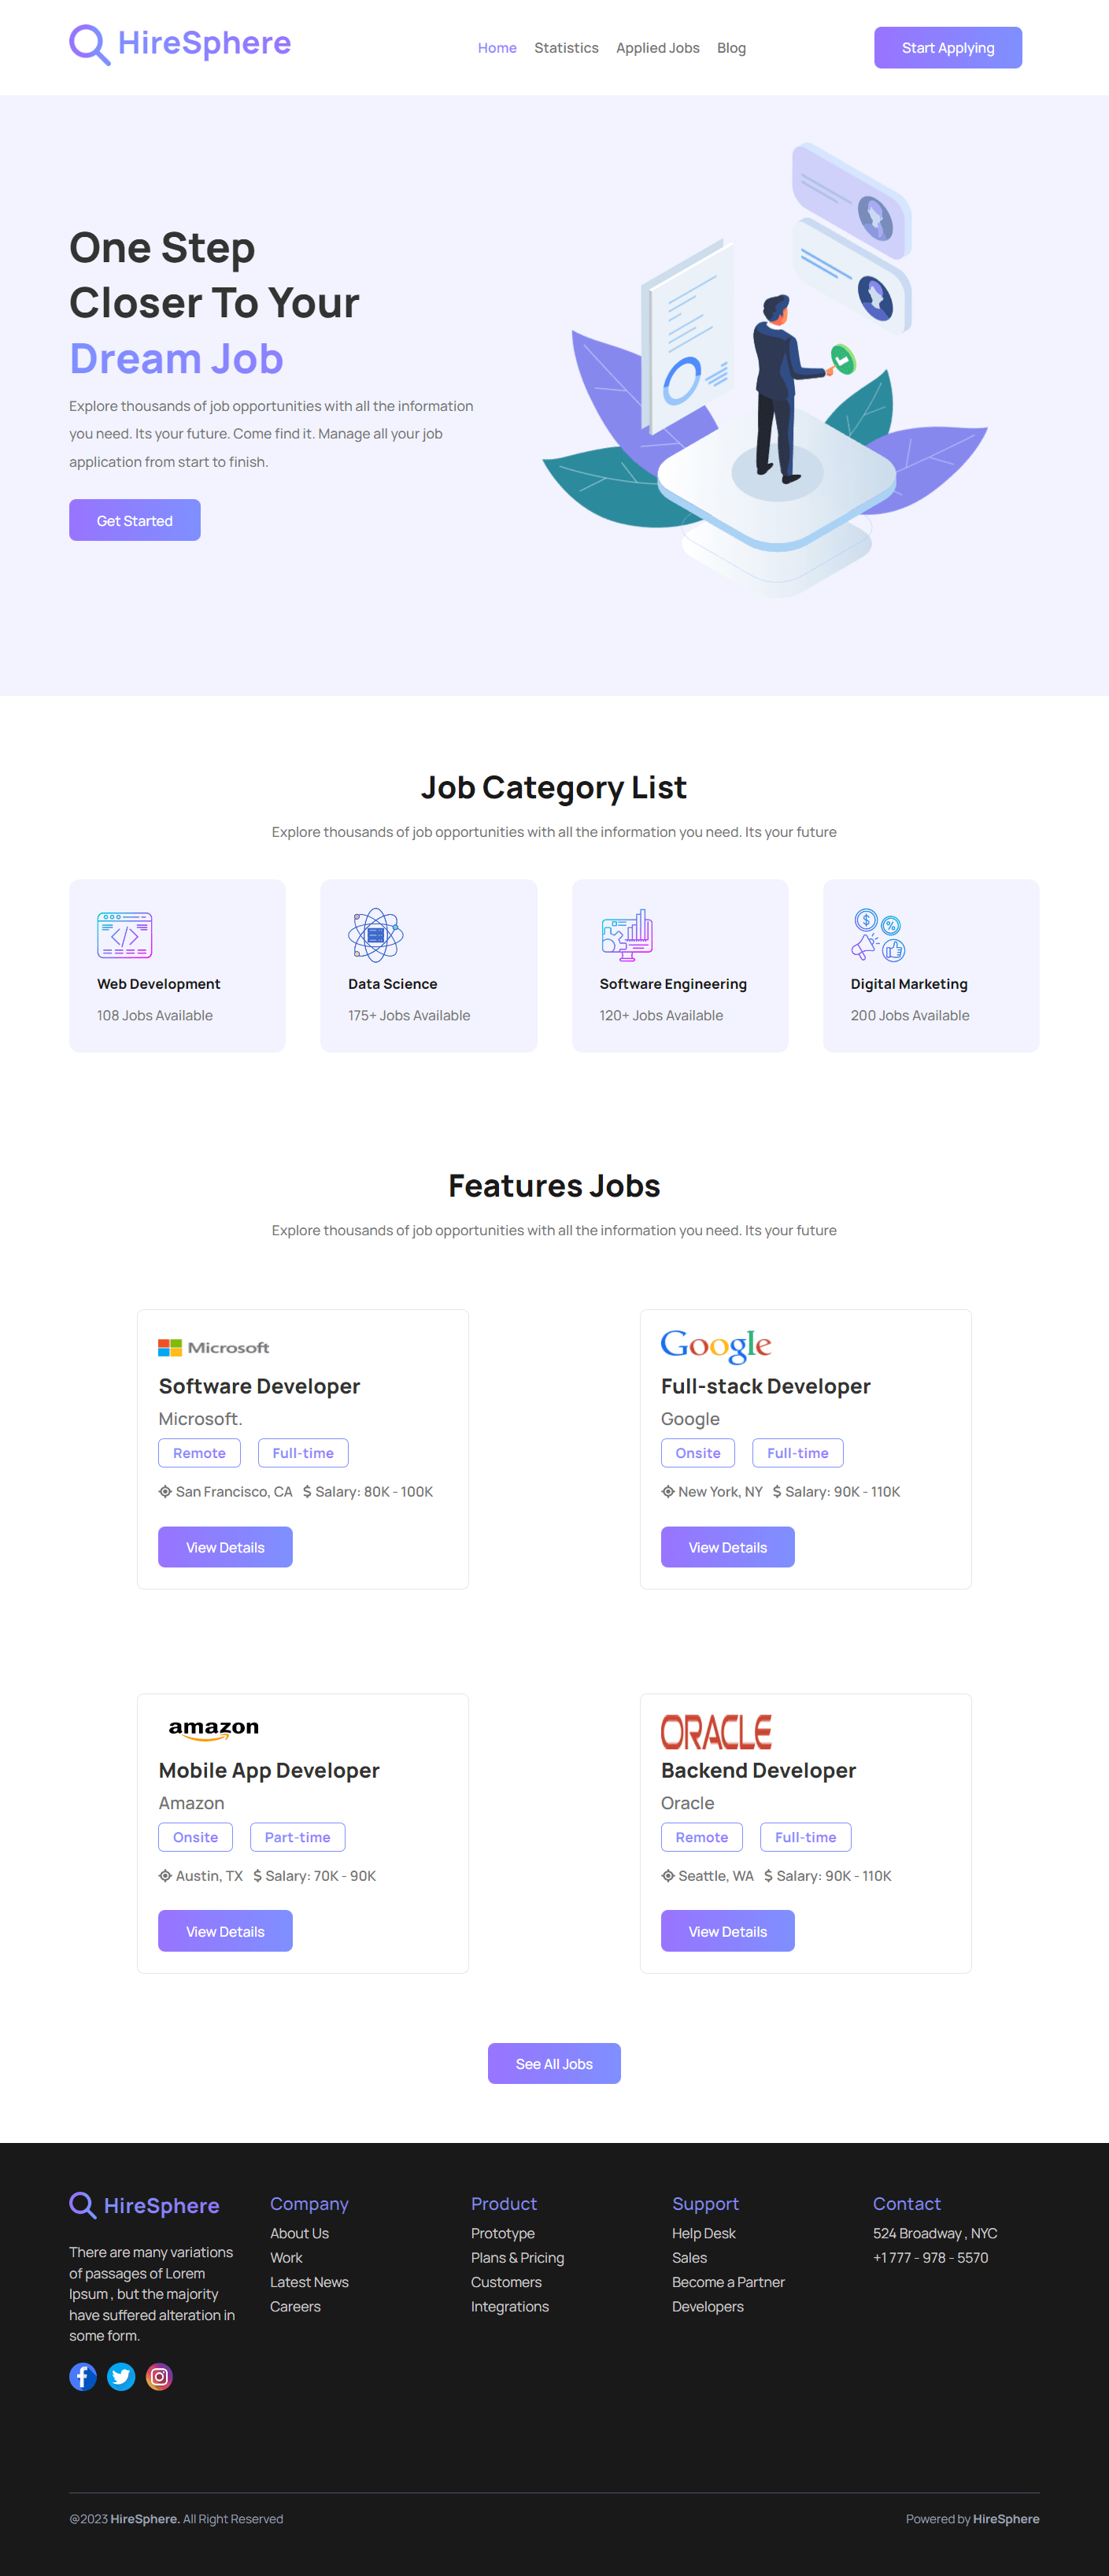 HireSphere
Home Statistics Applied Jobs Blog
Start Applying
One Step
Closer To Your
Dream Job
Explore thousands of job opportunities with all the information
you need. Its your future. Come find it. Manage all your job
application from start to finish.
Get Started
Job Category List
Explore thousands of job opportunities with all the information you need. Its your future
Web Development
108 Jobs Available
Data Science
175+ Jobs Available
Software Engineering
120+ Jobs Available
Digital Marketing
200 Jobs Available
Features Jobs
Explore thousands of job opportunities with all the information you need. Its your future
Microsoft
Software Developer
Microsoft.
Remote Full-time
San Francisco, CA $ Salary: 80K - 100K
View Details
Google
Full-stack Developer
Google
Onsite Full-time
New York, NY $ Salary: 90K - 110K
View Details
amazon
Mobile App Developer
Amazon
Onsite Part-time
Austin, TX $ Salary: 70K - 90K
View Details
ORACLE
Backend Developer
Oracle
Remote Full-time
Seattle, WA $ Salary: 90K - 110K
View Details
See All Jobs
HireSphere
There are many variations
of passages of Lorem
Ipsum , but the majority
have suffered alteration in
some form.
Company
About Us
Work
Latest News
Careers
Product
Prototype
Plans & Pricing
Customers
Integrations
Support
Help Desk
Sales
Become a Partner
Developers
Contact
524 Broadway , NYC
+1 777 - 978 - 5570
@2023 HireSphere. All Right Reserved
Powered by HireSphere